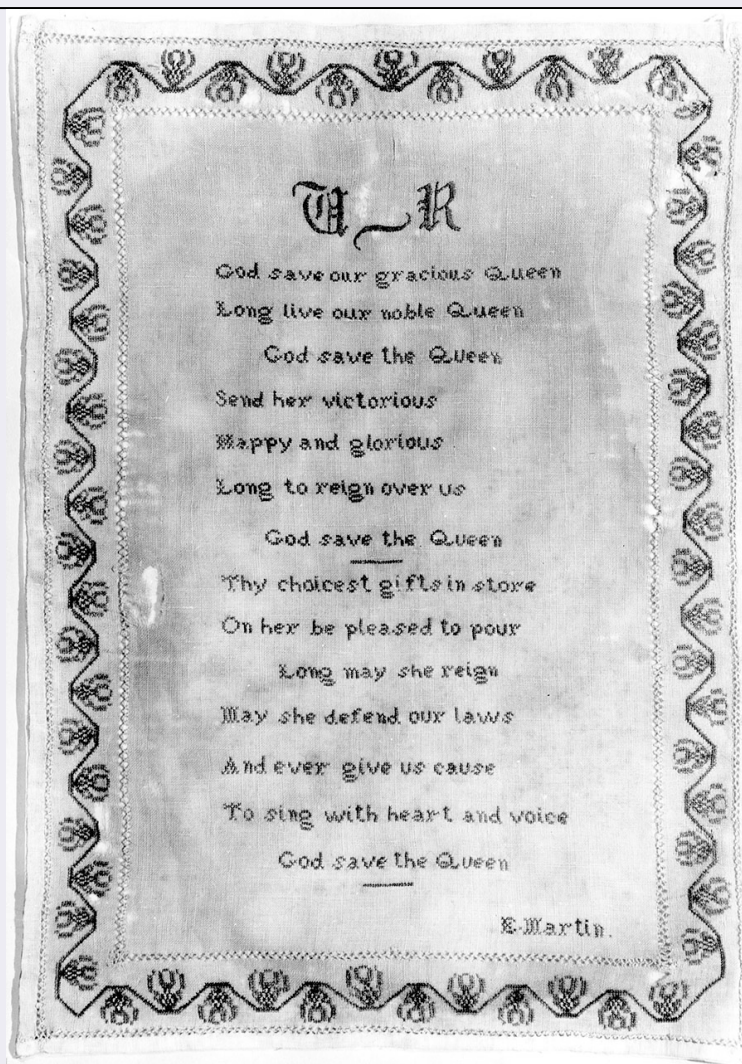 V R
God save our gracious Queen
Long live our noble Queen
God save the Queen
Send her victorious
Happy and glorious
Long to reign over us
God save the Queen
Thy choicest gifts in store
On her be pleased to pour
Long may she reign
May she defend our laws
And ever give us cause
To sing with heart and voice
God save the Queen
E. Martin.